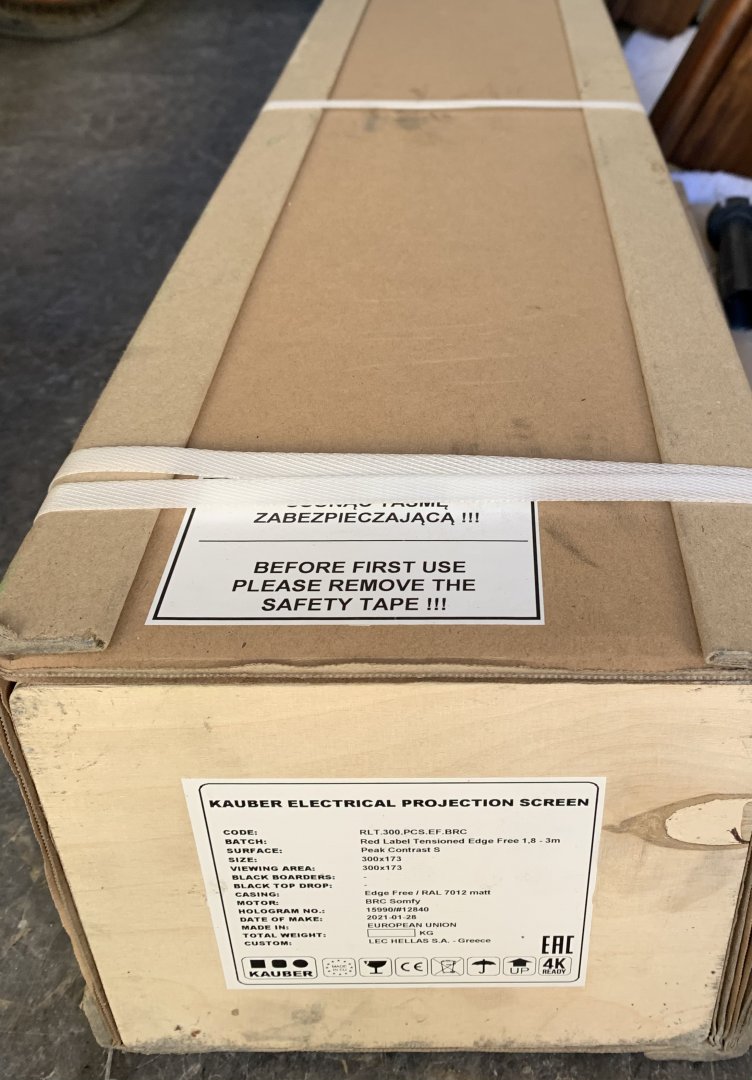 ZABEZPIECZAJĄCĄ !!!
BEFORE FIRST USE
PLEASE REMOVE THE
SAFETY TAPE !!!
KAUBER ELECTRICAL PROJECTION SCREEN
CODE: RLT.300.PCS.EF.BRC
BATCH: Red Label Tensioned Edge Free 1,8 - 3m
SURFACE: Peak Contrast S
SIZE: 300x173
VIEWING AREA: 300x173
BLACK BOARDERS: -
BLACK TOP DROP: -
CASING: Edge Free / RAL 7012 matt
MOTOR: BRC Somfy
HOLOGRAM NO.: 15990/#12840
DATE OF MAKE: 2021-01-28
MADE IN: EUROPEAN UNION
TOTAL WEIGHT: KG
CUSTOM: LEC HELLAS S.A. - Greece
EAC
KAUBER CE UP 4K READY